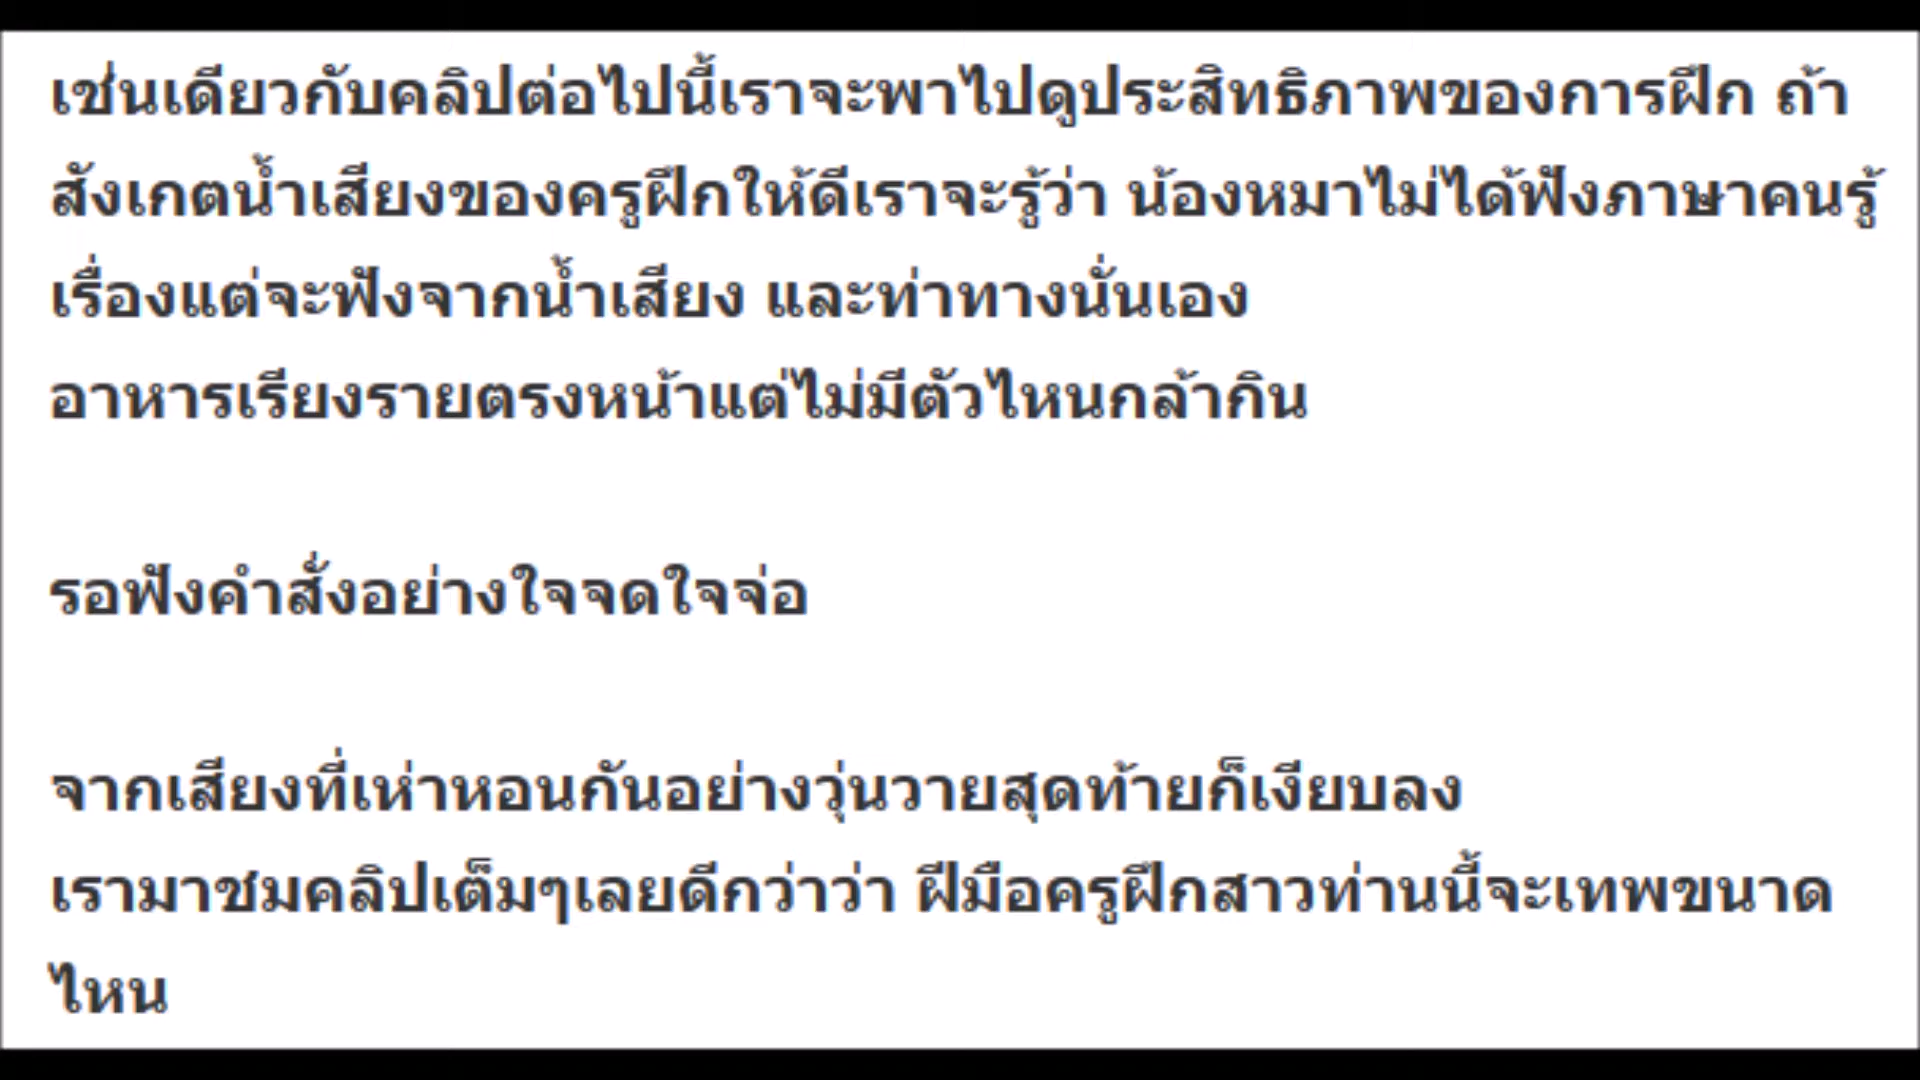 เช่นเดียวกับคลิปต่อไปนี้เราจะพาไปดูประสิทธิภาพของการฝึก ถ้า
สังเกตน้ำเสียงของครูฝึกให้ดีเราจะรู้ว่า น้องหมาไม่ได้ฟังภาษาคนรู้
เรื่องแต่จะฟังจากน้ำเสียง และท่าทางนั่นเอง
อาหารเรียงรายตรงหน้าแต่ไม่มีตัวไหนกล้ากิน
รอฟังคำสั่งอย่างใจจดใจจ่อ
จากเสียงที่เห่าหอนกันอย่างวุ่นวายสุดท้ายก็เงียบลง
เรามาชมคลิปเต็มๆเลยดีกว่าว่า ฝีมือครูฝึกสาวท่านนี้จะเทพขนาด
ไหน